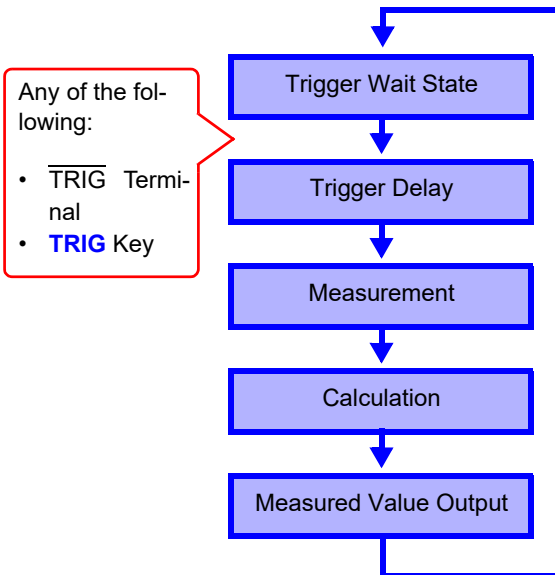 Trigger Wait State
Any of the fol-
lowing:
• TRIG Termi-
nal
• TRIG Key
Trigger Delay
Measurement
Calculation
Measured Value Output